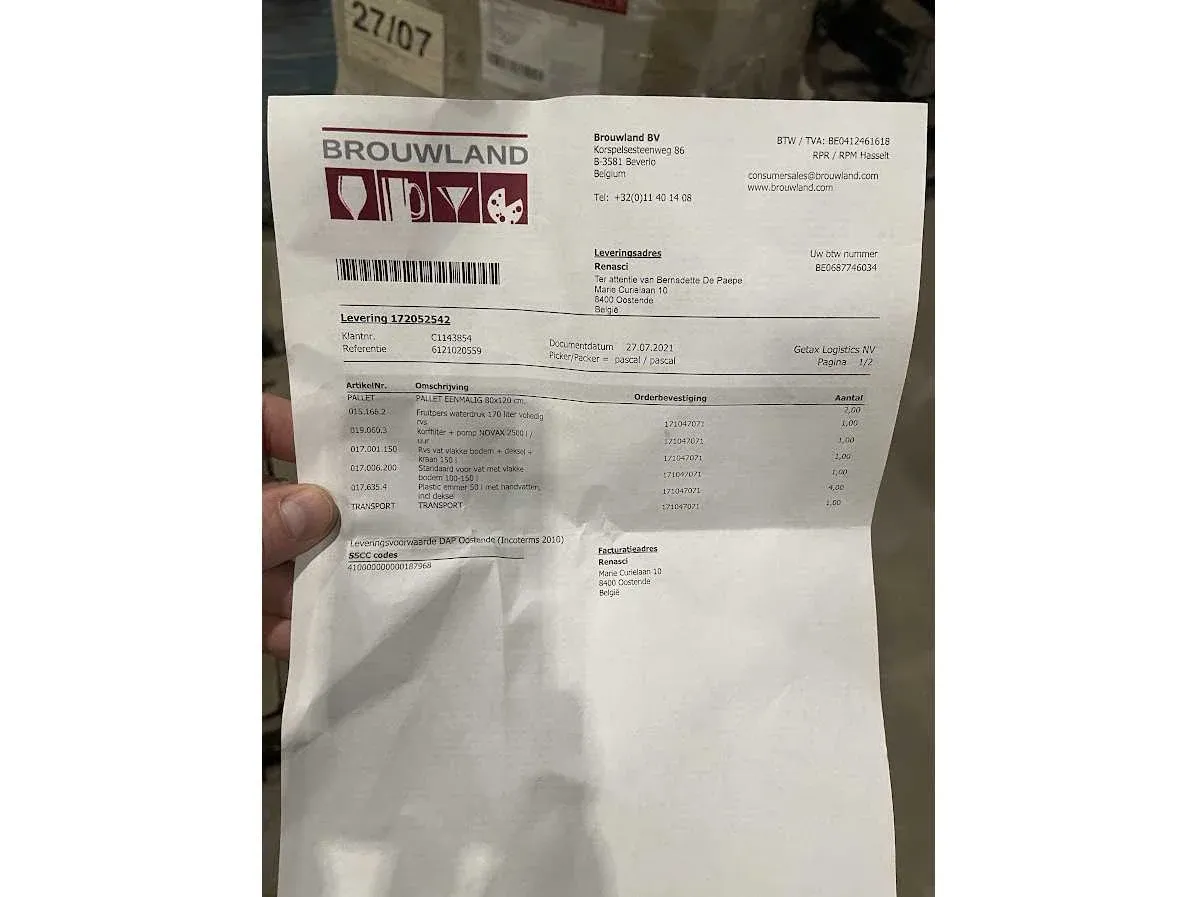 27/07
BROUWLAND
Brouwland BV
Korspelsesteenweg 86
B-3581 Beverlo
Belgium
Tel: +32(0)11 40 14 08
BTW / TVA: BE0412461618
RPR / RPM Hasselt
consumersales@brouwland.com
www.brouwland.com
Leveringsadres
Renasci
Ter attentie van Bernadette De Paepe
Marie Curielaan 10
8400 Oostende
België
Uw btw nummer
BE0687746034
Levering 172052542
Klantnr. C1143854
Referentie 6121020559
Documentdatum 27.07.2021
Picker/Packer = pascal / pascal
Getax Logistics NV
Pagina 1/2
ArtikelNr. Omschrijving Orderbevestiging Aantal
PALLET PALLET EENMALIG 80x120 cm. 2,00
015.166.2 Fruitpers waterdruk 170 liter volledig rvs 171047071 1,00
019.060.3 Korffilter + pomp NOVAX 2500 l / uur 171047071 1,00
017.001.150 Rvs vat vlakke bodem + deksel + kraan 150 l 171047071 1,00
017.006.200 Standaard voor vat met vlakke bodem 100-150 l 171047071 1,00
017.635.4 Plastic emmer 50 l met handvatten, incl deksel 171047071 4,00
TRANSPORT TRANSPORT 171047071 1,00
Leveringsvoorwaarde DAP Oostende (Incoterms 2010)
SSCC codes
410000000000187968
Facturatieadres
Renasci
Marie Curielaan 10
8400 Oostende
België